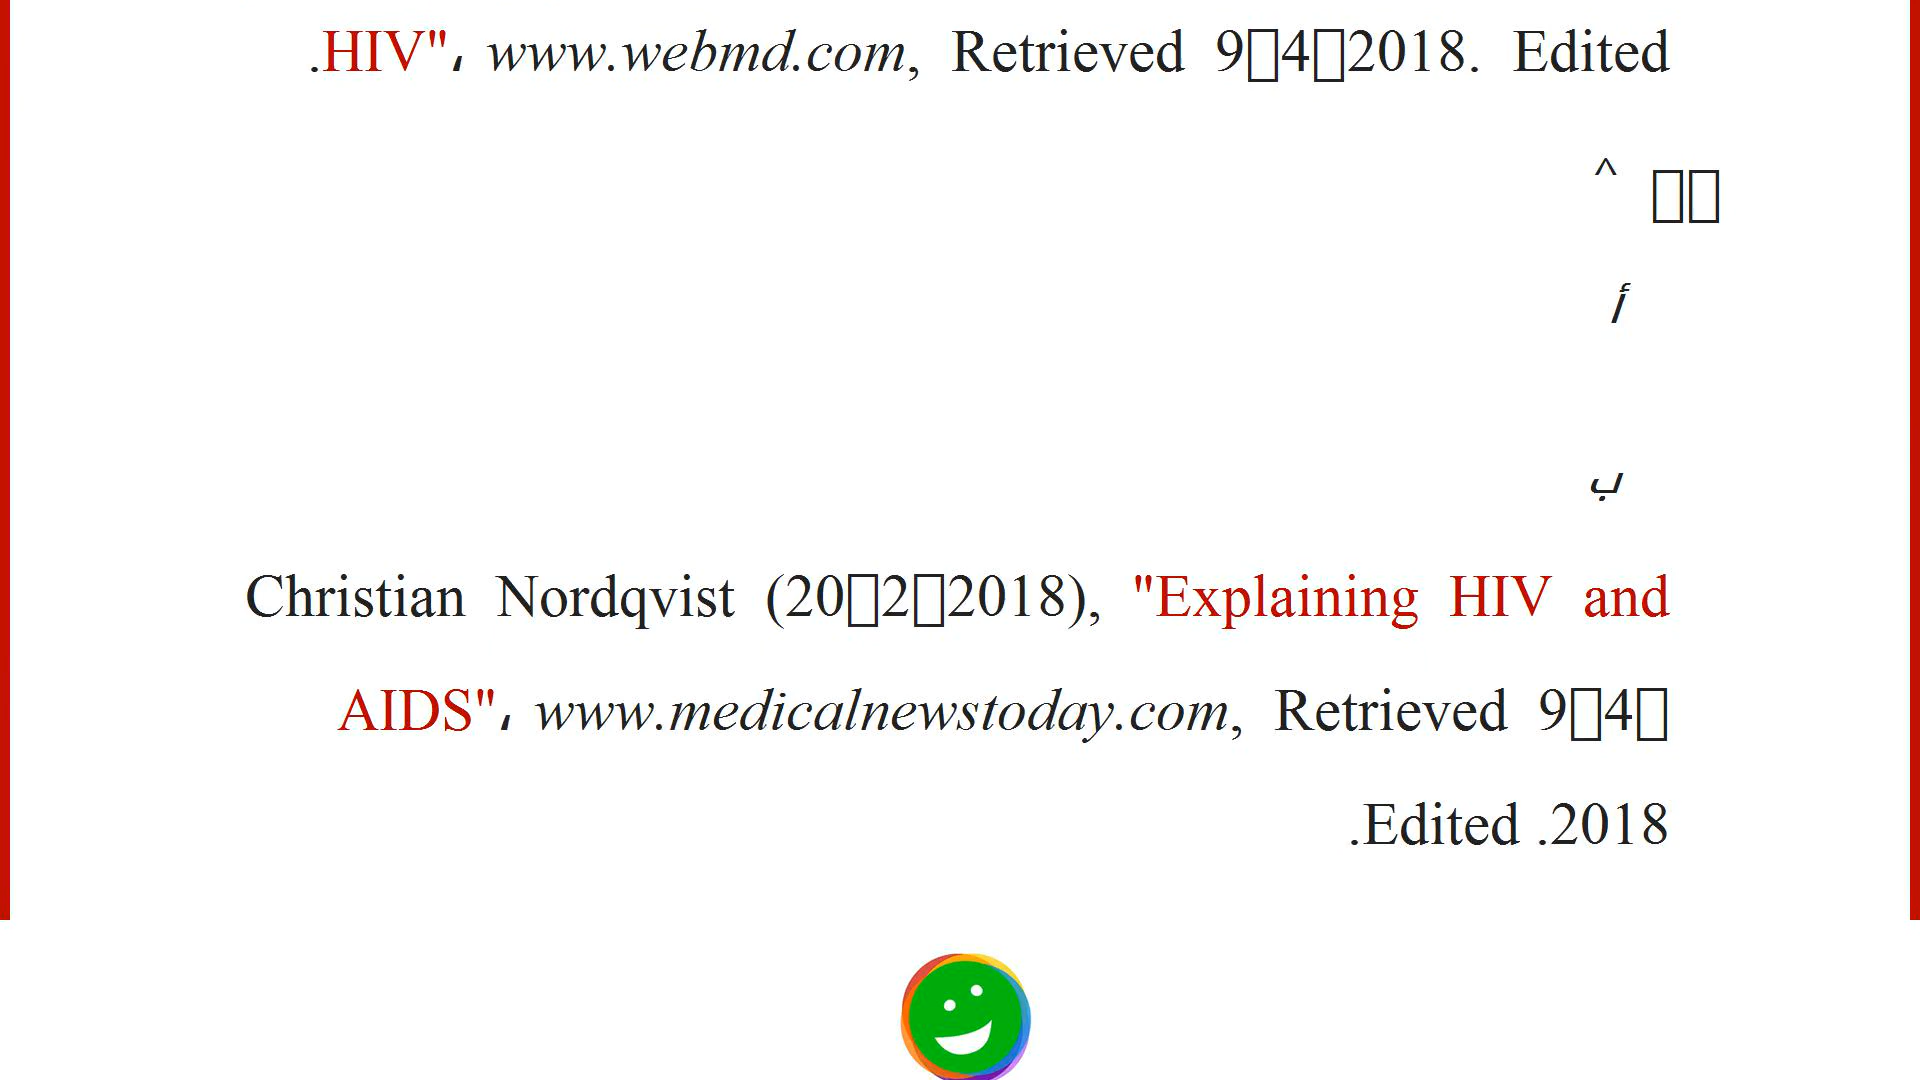 .HIV"، www.webmd.com, Retrieved 9▯4▯2018. Edited
▯▯ ^
أ
ب
Christian Nordqvist (20▯2▯2018), "Explaining HIV and
AIDS"، www.medicalnewstoday.com, Retrieved 9▯4▯
.Edited .2018